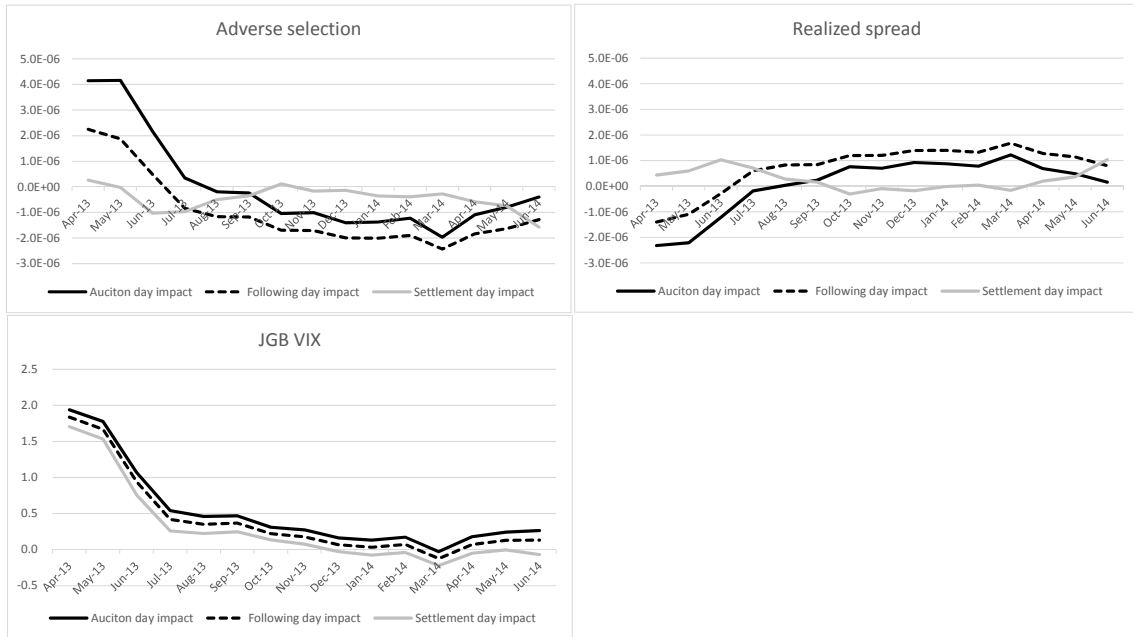 Adverse selection
5.0E-06
4.0E-06
3.0E-06
2.0E-06
1.0E-06
0.0E+00
-1.0E-06
-2.0E-06
-3.0E-06
Apr-13 May-13 Jun-13 Jul-13 Aug-13 Sep-13 Oct-13 Nov-13 Dec-13 Jan-14 Feb-14 Mar-14 Apr-14 May-14 Jun-14
Auciton day impact Following day impact Settlement day impact
Realized spread
5.0E-06
4.0E-06
3.0E-06
2.0E-06
1.0E-06
0.0E+00
-1.0E-06
-2.0E-06
-3.0E-06
Apr-13 May-13 Jun-13 Jul-13 Aug-13 Sep-13 Oct-13 Nov-13 Dec-13 Jan-14 Feb-14 Mar-14 Apr-14 May-14 Jun-14
Auciton day impact Following day impact Settlement day impact
JGB VIX
2.5
2.0
1.5
1.0
0.5
0.0
-0.5
Apr-13 May-13 Jun-13 Jul-13 Aug-13 Sep-13 Oct-13 Nov-13 Dec-13 Jan-14 Feb-14 Mar-14 Apr-14 May-14 Jun-14
Auciton day impact Following day impact Settlement day impact